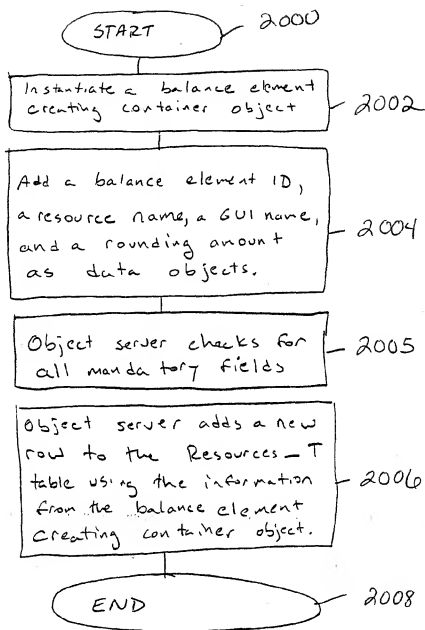 START
2000
Instantiate a balance element
creating container object
2002
Add a balance element ID,
a resource name, a GUI name,
and a rounding amount
as data objects.
2004
Object server checks for
all mandatory fields
2005
Object server adds a new
row to the Resources_T
table using the information
from the balance element
creating container object.
2006
END
2008